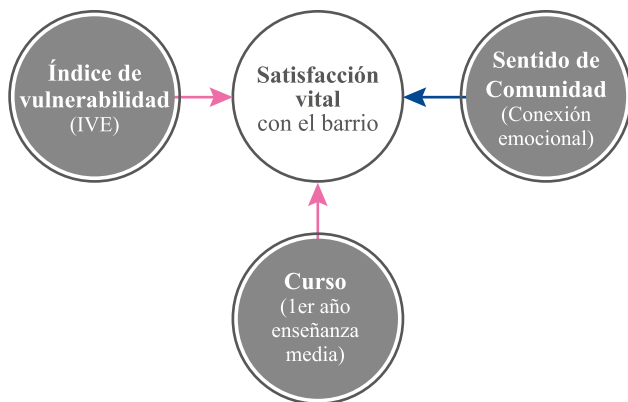 Índice de
vulnerabilidad
(IVE)
Satisfacción
vital
con el barrio
Sentido de
Comunidad
(Conexión
emocional)
Curso
(1er año
enseñanza
media)